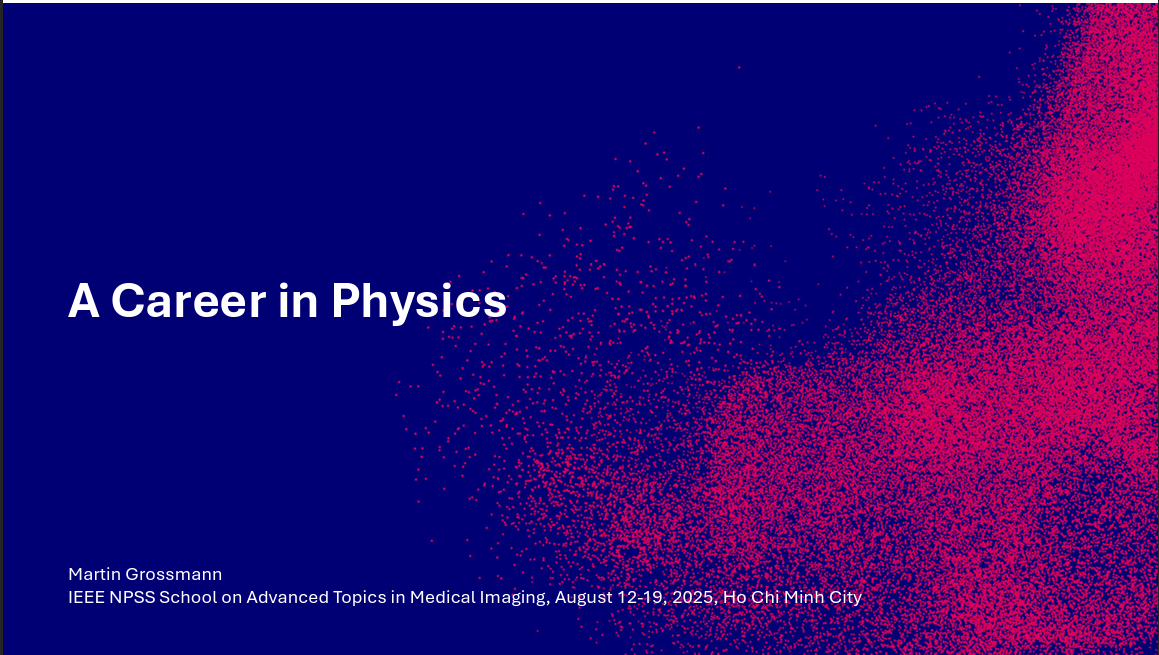 A Career in Physics
Martin Grossmann
IEEE NPSS School on Advanced Topics in Medical Imaging, August 12-19, 2025, Ho Chi Minh City